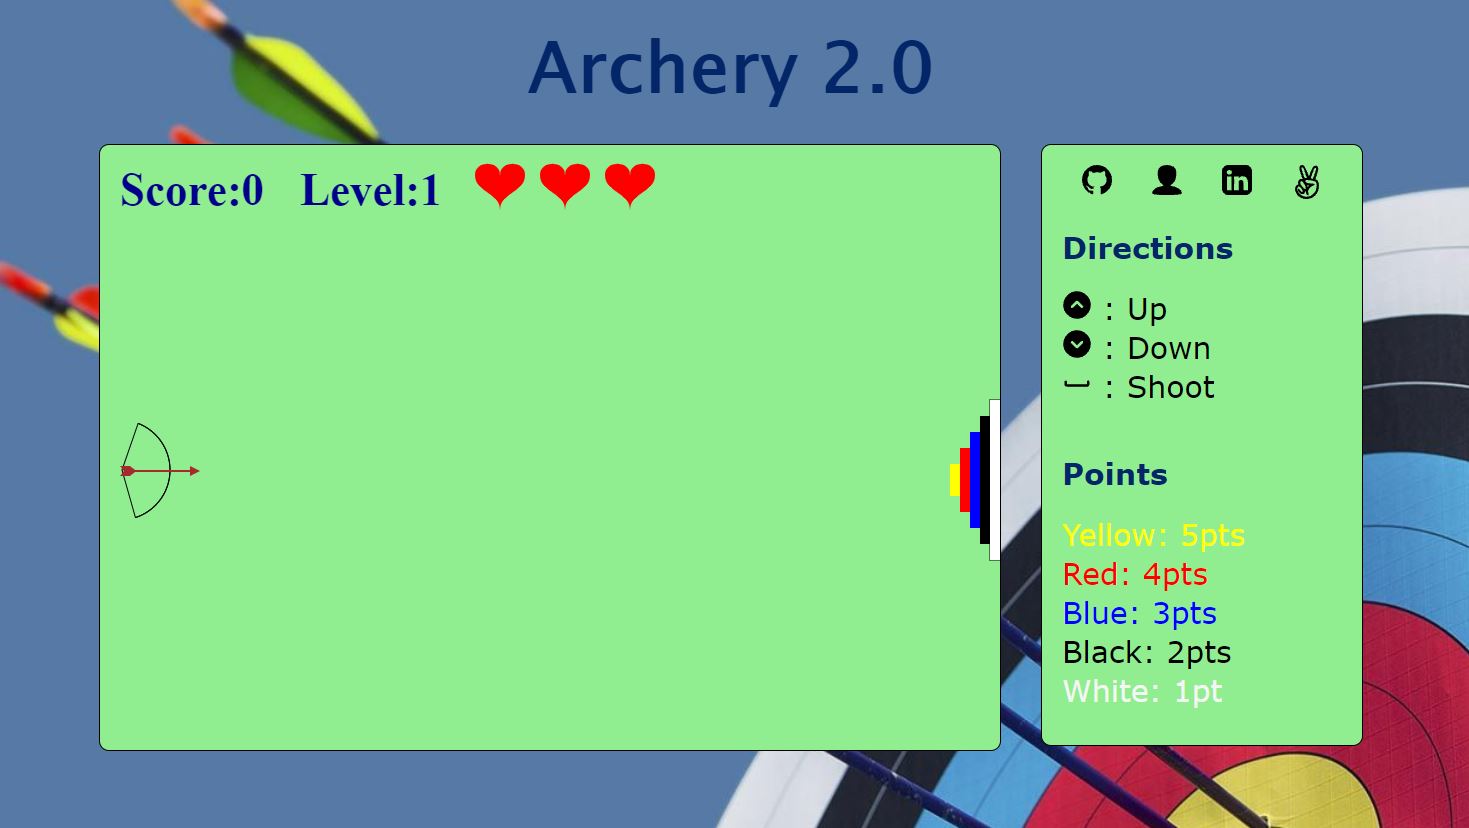 Archery 2.0
Score:0 Level:1
Directions
: Up
: Down
: Shoot
Points
Yellow: 5pts
Red: 4pts
Blue: 3pts
Black: 2pts
White: 1pt